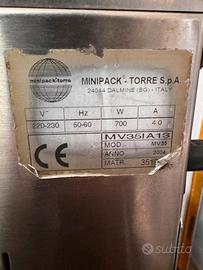 minipack-torre
MINIPACK - TORRE S.p.A.
24044 DALMINE (BG) - ITALY
V~ Hz W A
220-230 50-60 700 4.0
MV35IA13
MOD. MV35
ANNO 2004
MATR.
subito